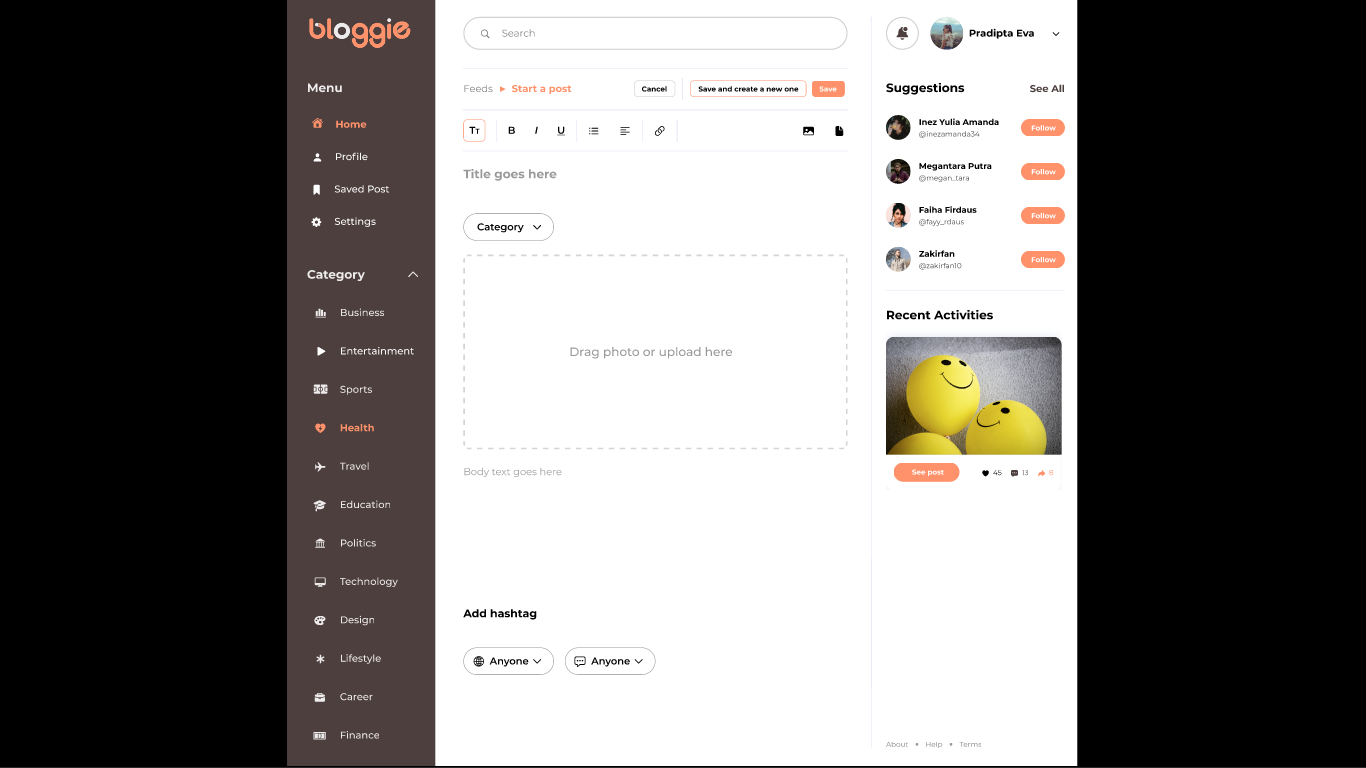 bloggie
Menu
Home
Profile
Saved Post
Settings
Category
Business
Entertainment
Sports
Health
Travel
Education
Politics
Technology
Design
Lifestyle
Career
Finance
Search
Feeds ▶ Start a post
Cancel
Save and create a new one
Save
TT B I U
Title goes here
Category
Drag photo or upload here
Body text goes here
Add hashtag
Anyone
Anyone
Pradipta Eva
Suggestions See All
Inez Yulia Amanda
@inezamanda34
Follow
Megantara Putra
@megan_tara
Follow
Faiha Firdaus
@fayy_rdaus
Follow
Zakirfan
@zakirfan10
Follow
Recent Activities
See post 45 13 9
About • Help • Terms